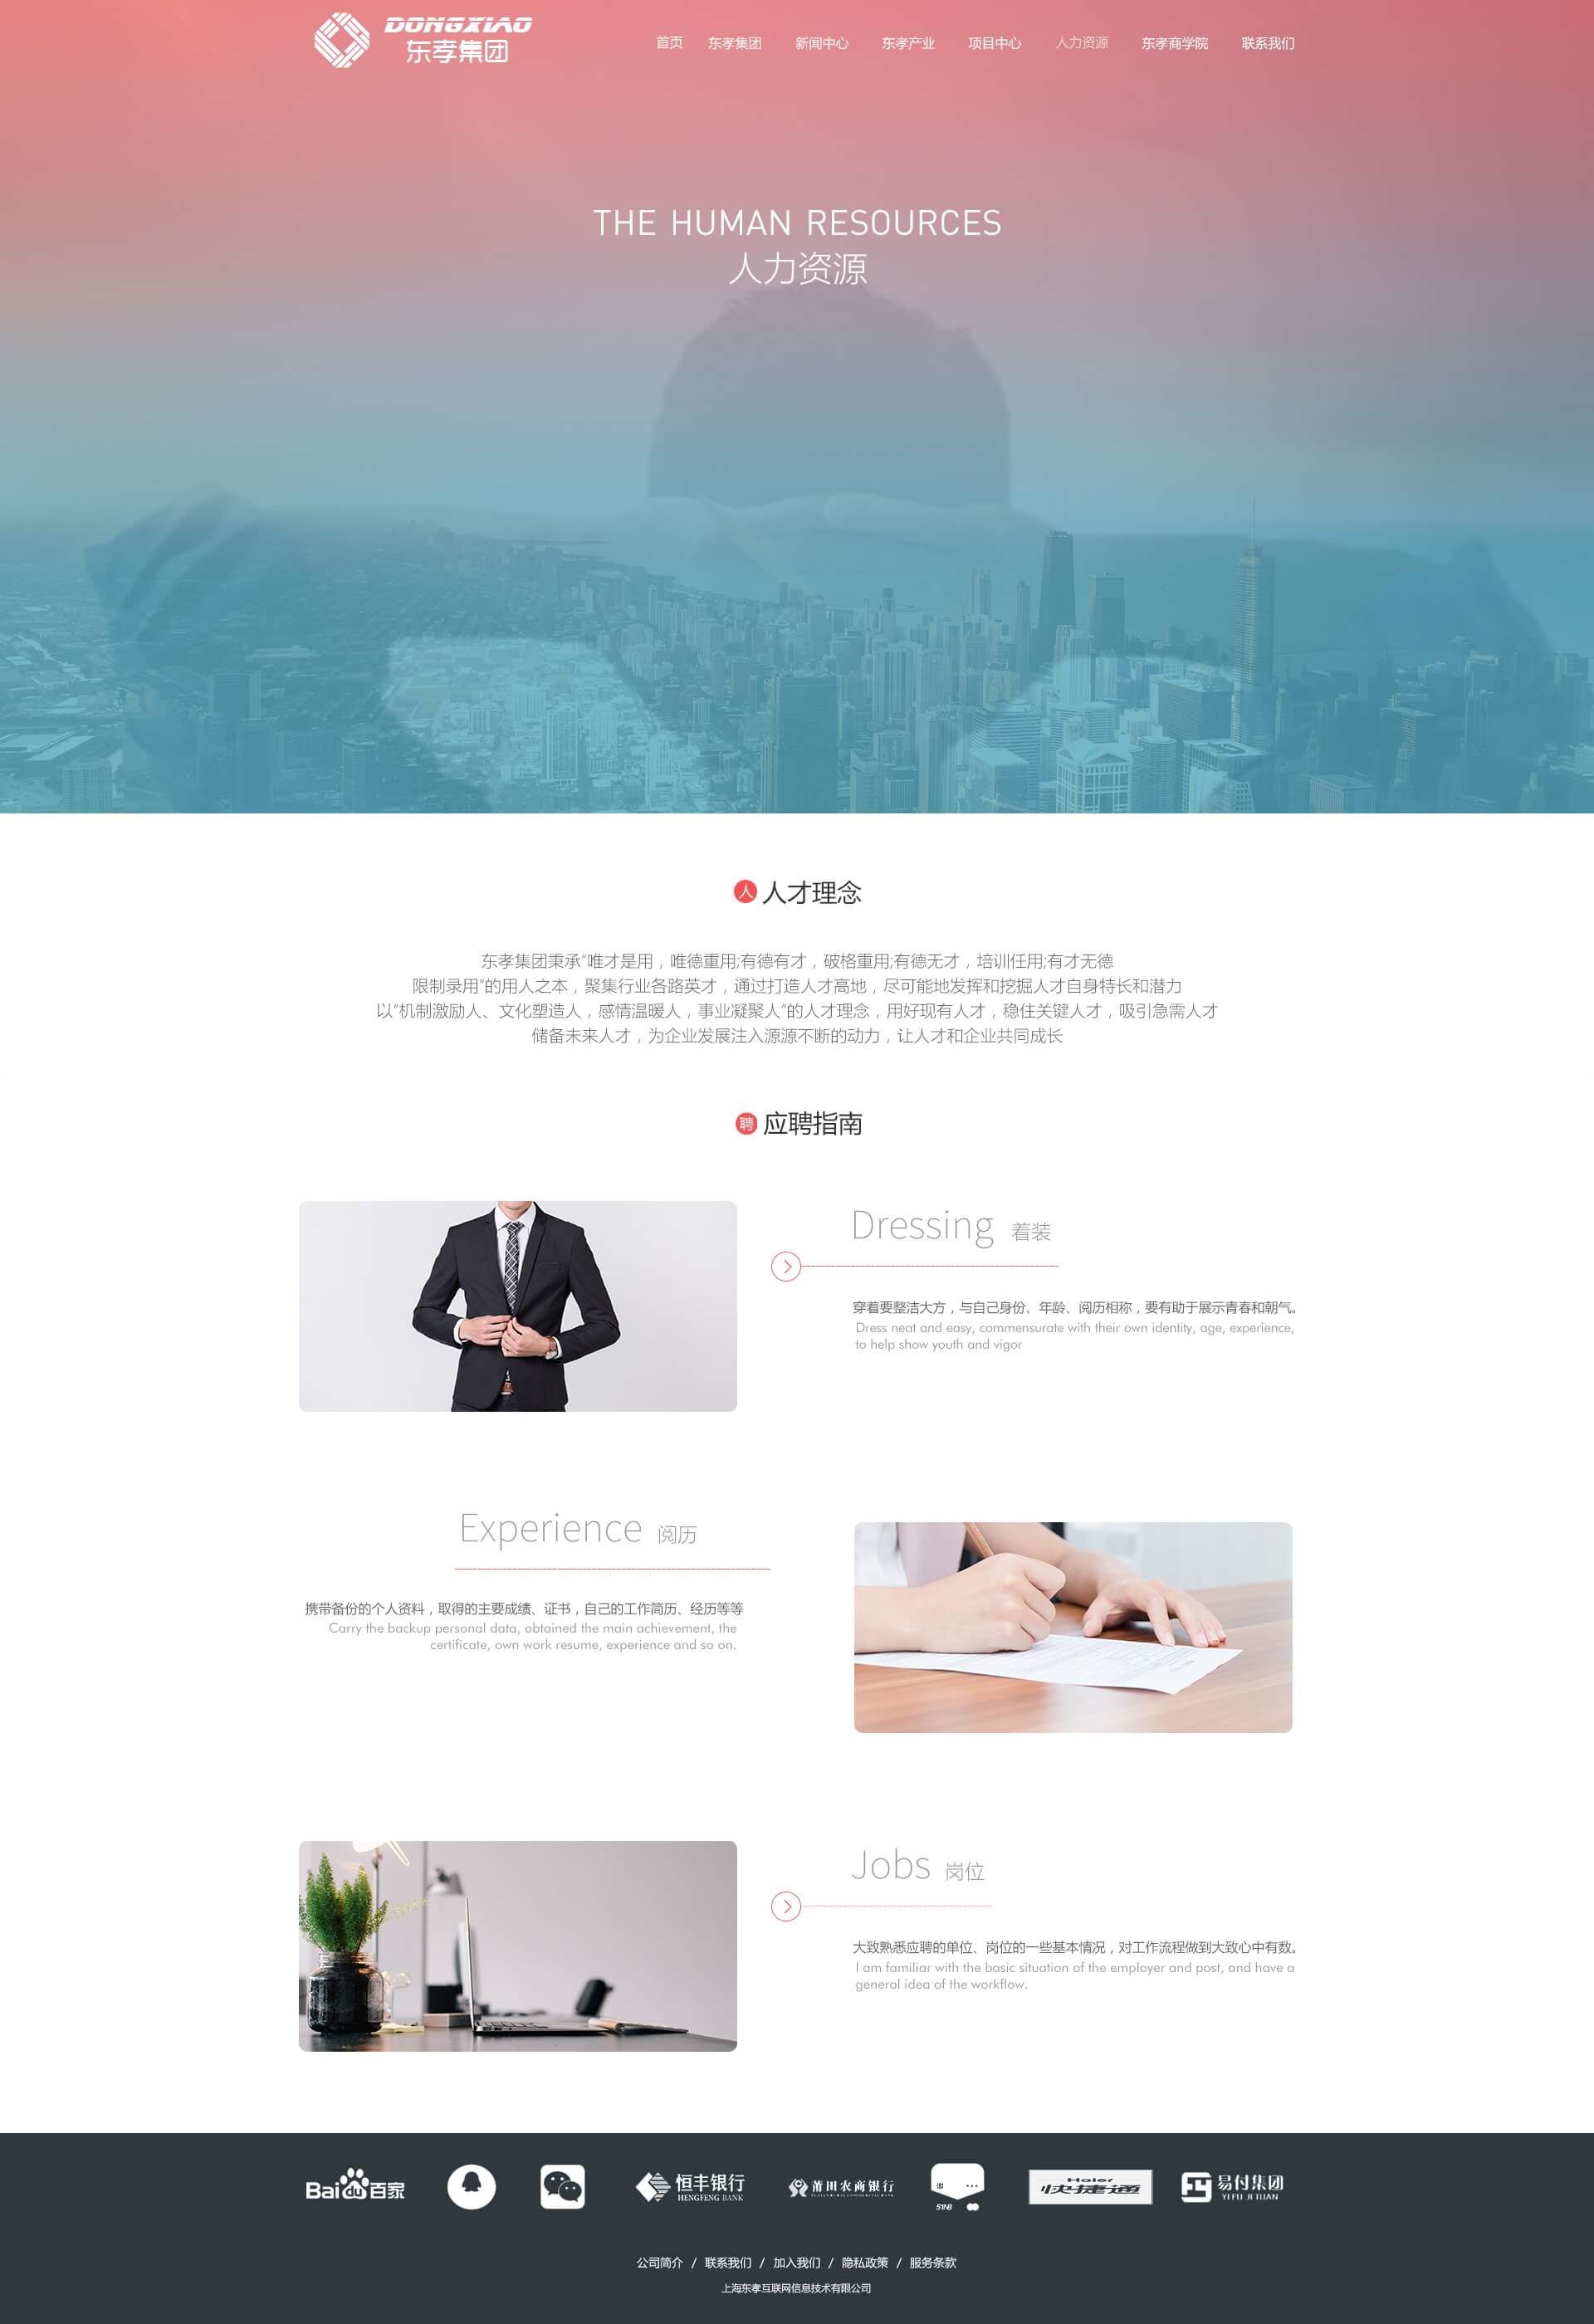 DONGXIAO
东孝集团
首页 东孝集团 新闻中心 东孝产业 项目中心 人力资源 东孝商学院 联系我们
THE HUMAN RESOURCES
人力资源
人 人才理念
东孝集团秉承“唯才是用，唯德重用;有德有才，破格重用;有德无才，培训任用;有才无德
限制录用”的用人之本，聚集行业各路英才，通过打造人才高地，尽可能地发挥和挖掘人才自身特长和潜力
以“机制激励人、文化塑造人，感情温暖人，事业凝聚人”的人才理念，用好现有人才，稳住关键人才，吸引急需人才
储备未来人才，为企业发展注入源源不断的动力，让人才和企业共同成长
聘 应聘指南
Dressing 着装
穿着要整洁大方，与自己身份、年龄、阅历相称，要有助于展示青春和朝气。
Dress neat and easy, commensurate with their own identity, age, experience,
to help show youth and vigor
Experience 阅历
携带备份的个人资料，取得的主要成绩、证书，自己的工作简历、经历等等
Carry the backup personal data, obtained the main achievement, the
certificate, own work resume, experience and so on.
Jobs 岗位
大致熟悉应聘的单位、岗位的一些基本情况，对工作流程做到大致心中有数。
I am familiar with the basic situation of the employer and post, and have a
general idea of the workflow.
Bai du 百家
恒丰银行
HENGFENG BANK
莆田农商银行
51NB
Haier
快捷通
易付集团
YI FU JI TUAN
公司简介 / 联系我们 / 加入我们 / 隐私政策 / 服务条款
上海东孝互联网信息技术有限公司